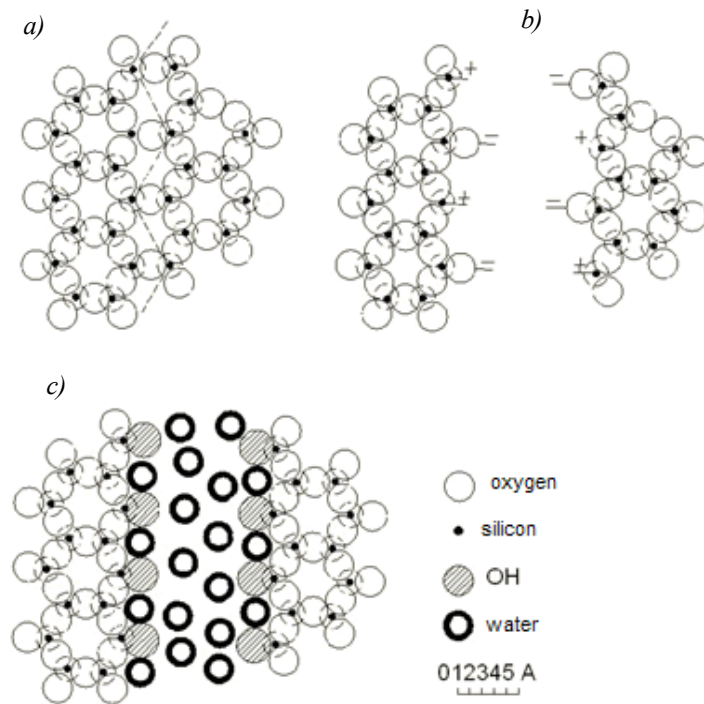 a)
b)
+
=
+
=
−
+
=
+
c)
oxygen
silicon
OH
water
012345 A